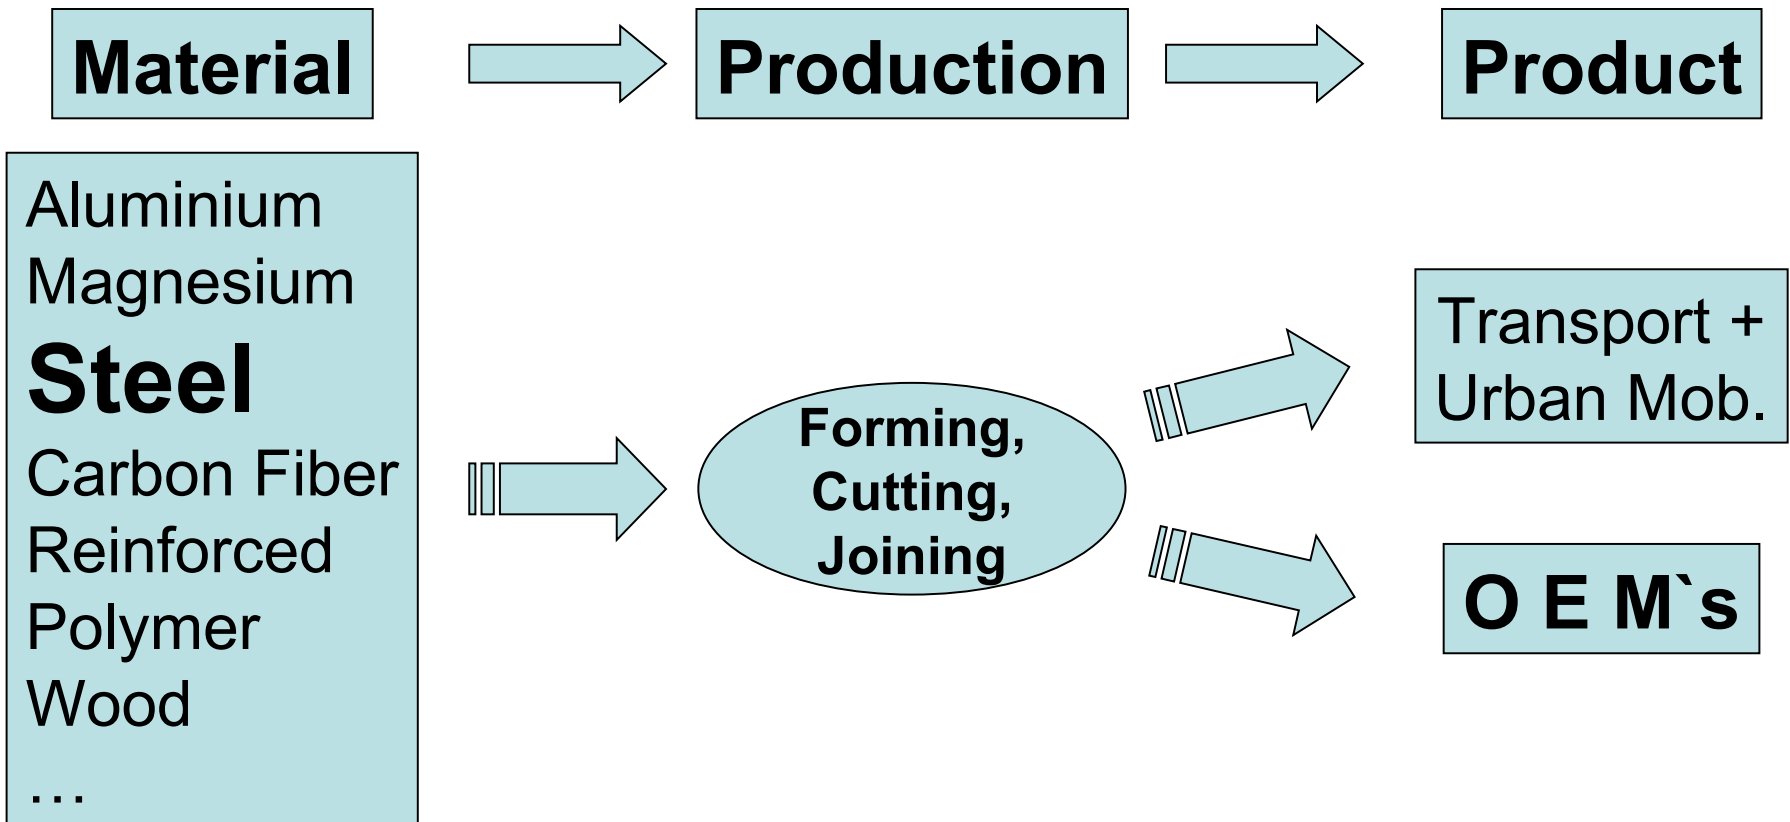 Material
Production
Product
Aluminium
Magnesium
Steel
Carbon Fiber
Reinforced
Polymer
Wood
…
Forming,
Cutting,
Joining
Transport +
Urban Mob.
O E M`s